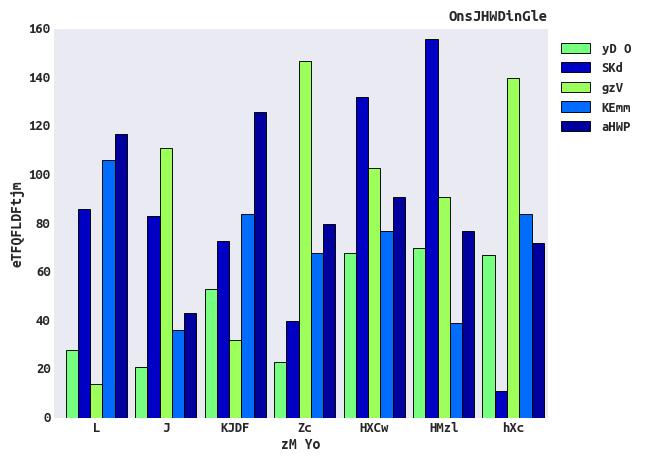 OnsJHWDinGle
160
140
120
100
80
60
40
20
0
eTFQFLDFtjm
L J KJDF Zc HXCw HMzl hXc
zM Yo
yD O
SKd
gzV
KEmm
aHWP